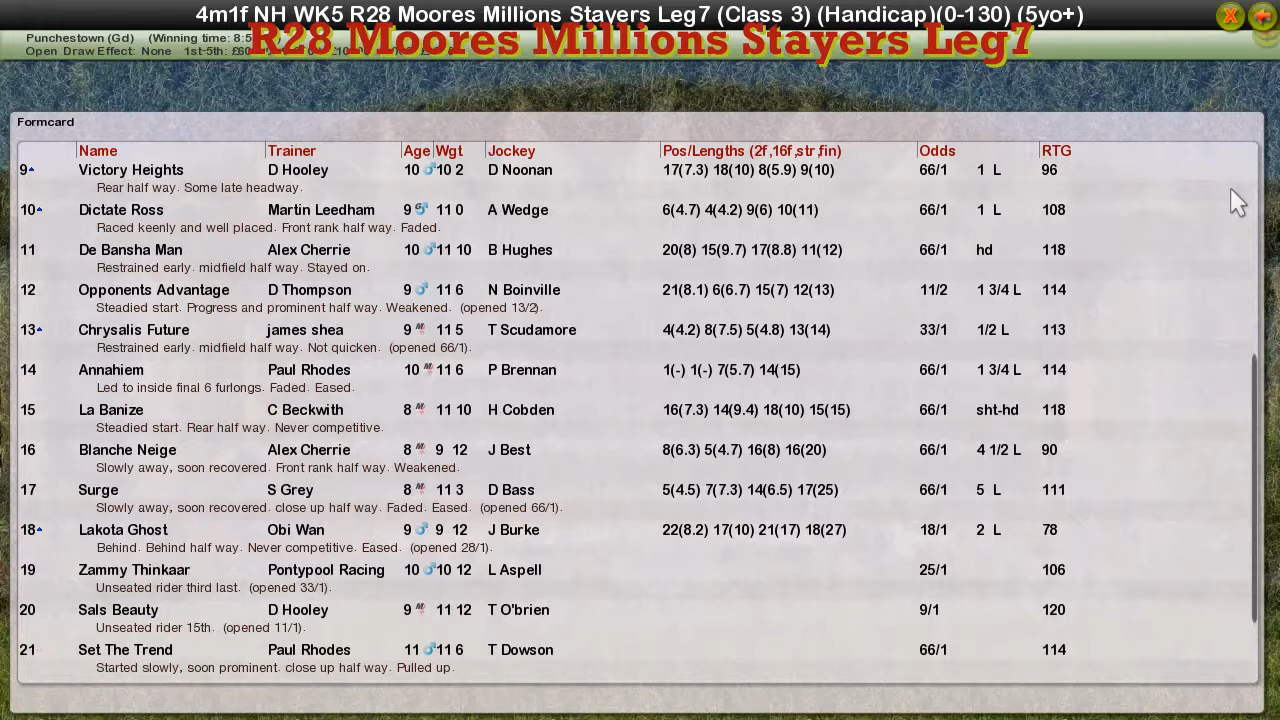 4m1f NH WK5 R28 Moores Millions Stayers Leg7 (Class 3) (Handicap)(0-130) (5yo+)
R28 Moores Millions Stayers Leg7
Punchestown (Gd) (Winning time: 8:5
Open Draw Effect: None 1st-5th: £60
Formcard
Name Trainer Age Wgt Jockey Pos/Lengths (2f,16f,str,fin) Odds RTG
9 Victory Heights D Hooley 10 10 2 D Noonan 17(7.3) 18(10) 8(5.9) 9(10) 66/1 1 L 96
Rear half way. Some late headway.
10 Dictate Ross Martin Leedham 9 11 0 A Wedge 6(4.7) 4(4.2) 9(6) 10(11) 66/1 1 L 108
Raced keenly and well placed. Front rank half way. Faded.
11 De Bansha Man Alex Cherrie 10 11 10 B Hughes 20(8) 15(9.7) 17(8.8) 11(12) 66/1 hd 118
Restrained early. midfield half way. Stayed on.
12 Opponents Advantage D Thompson 9 11 6 N Boinville 21(8.1) 6(6.7) 15(7) 12(13) 11/2 1 3/4 L 114
Steadied start. Progress and prominent half way. Weakened. (opened 13/2).
13 Chrysalis Future james shea 9 11 5 T Scudamore 4(4.2) 8(7.5) 5(4.8) 13(14) 33/1 1/2 L 113
Restrained early. midfield half way. Not quicken. (opened 66/1).
14 Annahiem Paul Rhodes 10 11 6 P Brennan 1(-) 1(-) 7(5.7) 14(15) 66/1 1 3/4 L 114
Led to inside final 6 furlongs. Faded. Eased.
15 La Banize C Beckwith 8 11 10 H Cobden 16(7.3) 14(9.4) 18(10) 15(15) 66/1 sht-hd 118
Steadied start. Rear half way. Never competitive.
16 Blanche Neige Alex Cherrie 8 9 12 J Best 8(6.3) 5(4.7) 16(8) 16(20) 66/1 4 1/2 L 90
Slowly away, soon recovered. Front rank half way. Weakened.
17 Surge S Grey 8 11 3 D Bass 5(4.5) 7(7.3) 14(6.5) 17(25) 66/1 5 L 111
Slowly away, soon recovered. close up half way. Faded. Eased. (opened 66/1).
18 Lakota Ghost Obi Wan 9 9 12 J Burke 22(8.2) 17(10) 21(17) 18(27) 18/1 2 L 78
Behind. Behind half way. Never competitive. Eased. (opened 28/1).
19 Zammy Thinkaar Pontypool Racing 10 10 12 L Aspell 25/1 106
Unseated rider third last. (opened 33/1).
20 Sals Beauty D Hooley 9 11 12 T O'brien 9/1 120
Unseated rider 15th. (opened 11/1).
21 Set The Trend Paul Rhodes 11 11 6 T Dowson 66/1 114
Started slowly, soon prominent. close up half way. Pulled up.